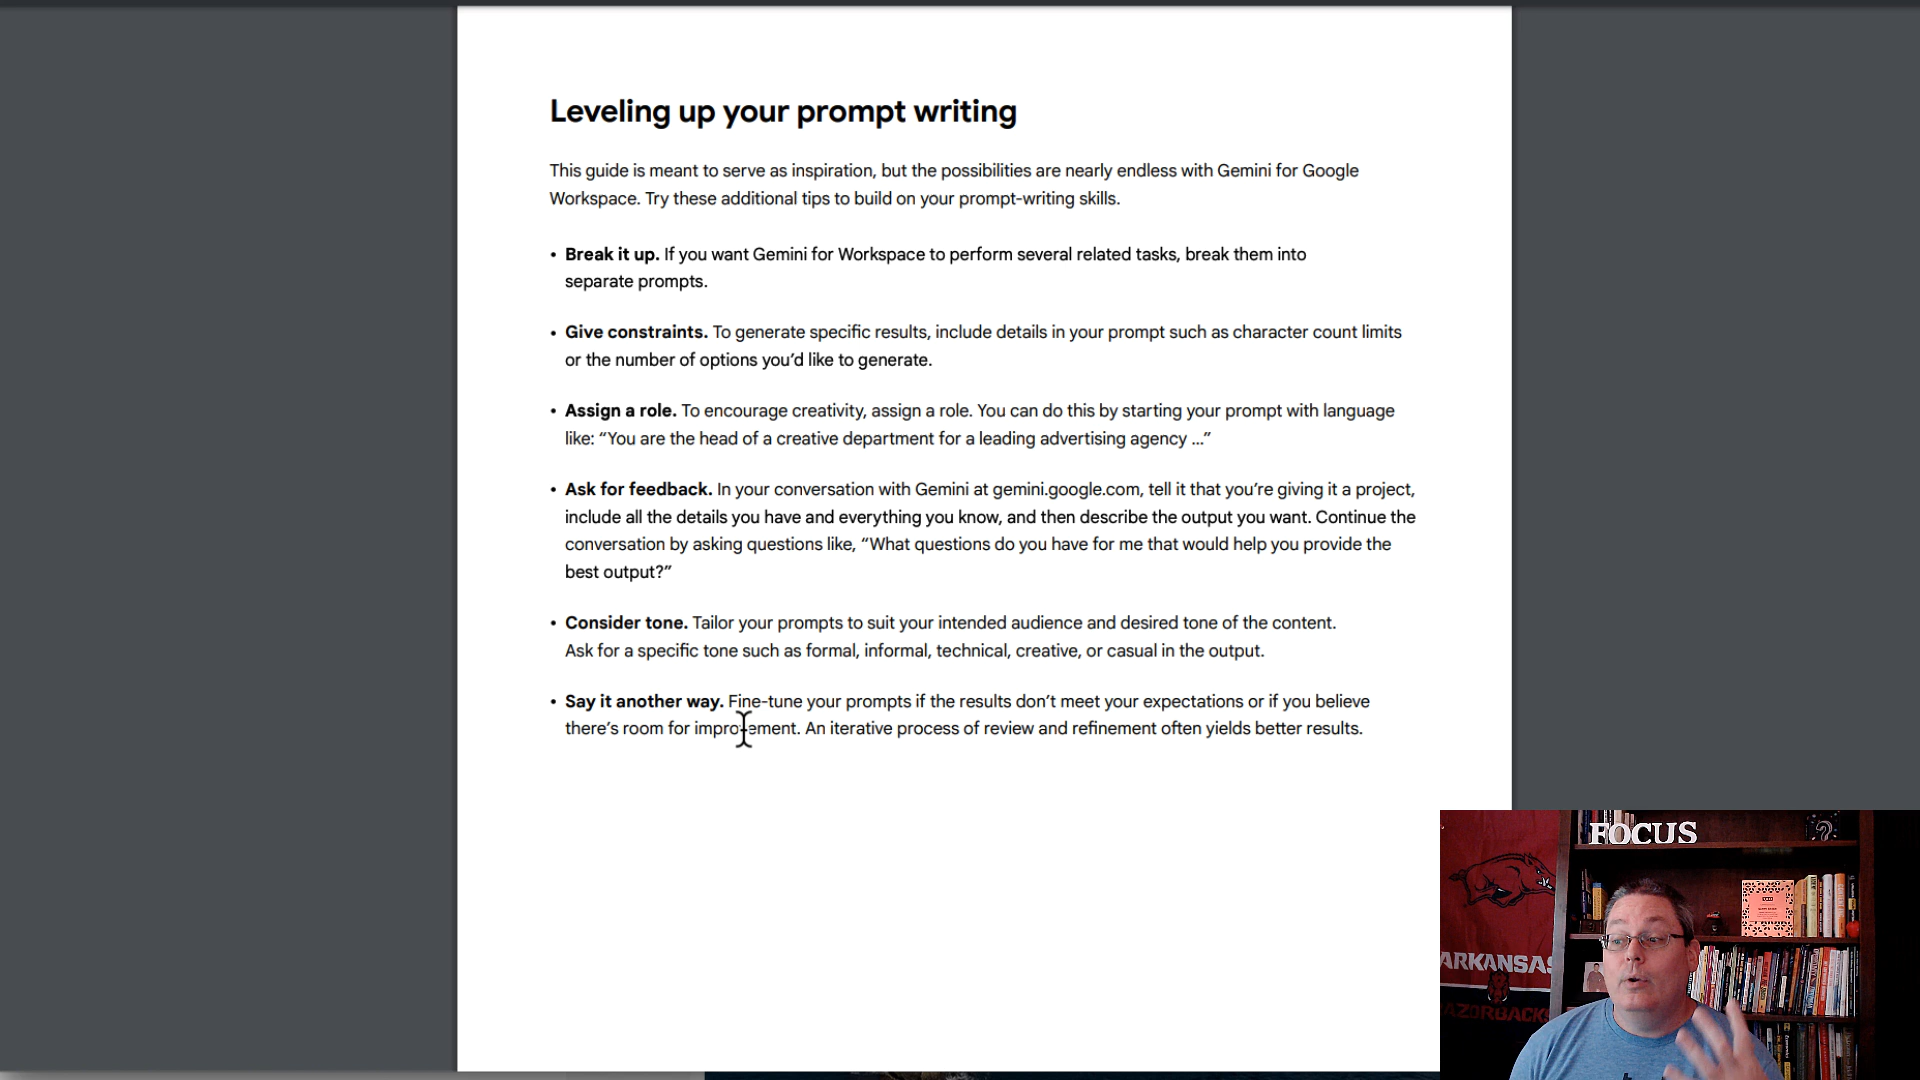 Leveling up your prompt writing
This guide is meant to serve as inspiration, but the possibilities are nearly endless with Gemini for Google
Workspace. Try these additional tips to build on your prompt-writing skills.
• Break it up. If you want Gemini for Workspace to perform several related tasks, break them into
separate prompts.
• Give constraints. To generate specific results, include details in your prompt such as character count limits
or the number of options you’d like to generate.
• Assign a role. To encourage creativity, assign a role. You can do this by starting your prompt with language
like: “You are the head of a creative department for a leading advertising agency ...”
• Ask for feedback. In your conversation with Gemini at gemini.google.com, tell it that you’re giving it a project,
include all the details you have and everything you know, and then describe the output you want. Continue the
conversation by asking questions like, “What questions do you have for me that would help you provide the
best output?”
• Consider tone. Tailor your prompts to suit your intended audience and desired tone of the content.
Ask for a specific tone such as formal, informal, technical, creative, or casual in the output.
• Say it another way. Fine-tune your prompts if the results don’t meet your expectations or if you believe
there’s room for improvement. An iterative process of review and refinement often yields better results.
FOCUS
ARKANSAS
RAZORBACKS